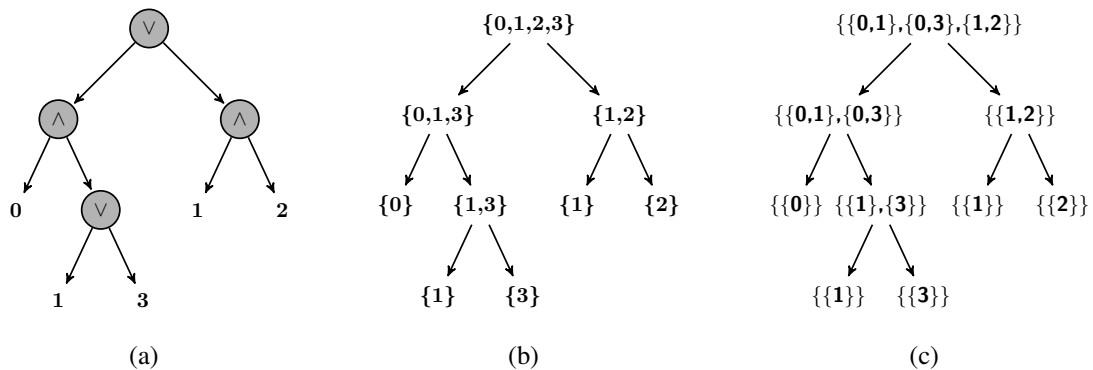 ∨ {0,1,2,3} {{0,1},{0,3},{1,2}}
∧ ∧ {0,1,3} {1,2} {{0,1},{0,3}} {{1,2}}
0 ∨ 1 2 {0} {1,3} {1} {2} {{0}} {{1},{3}} {{1}} {{2}}
1 3 {1} {3} {{1}} {{3}}
(a) (b) (c)